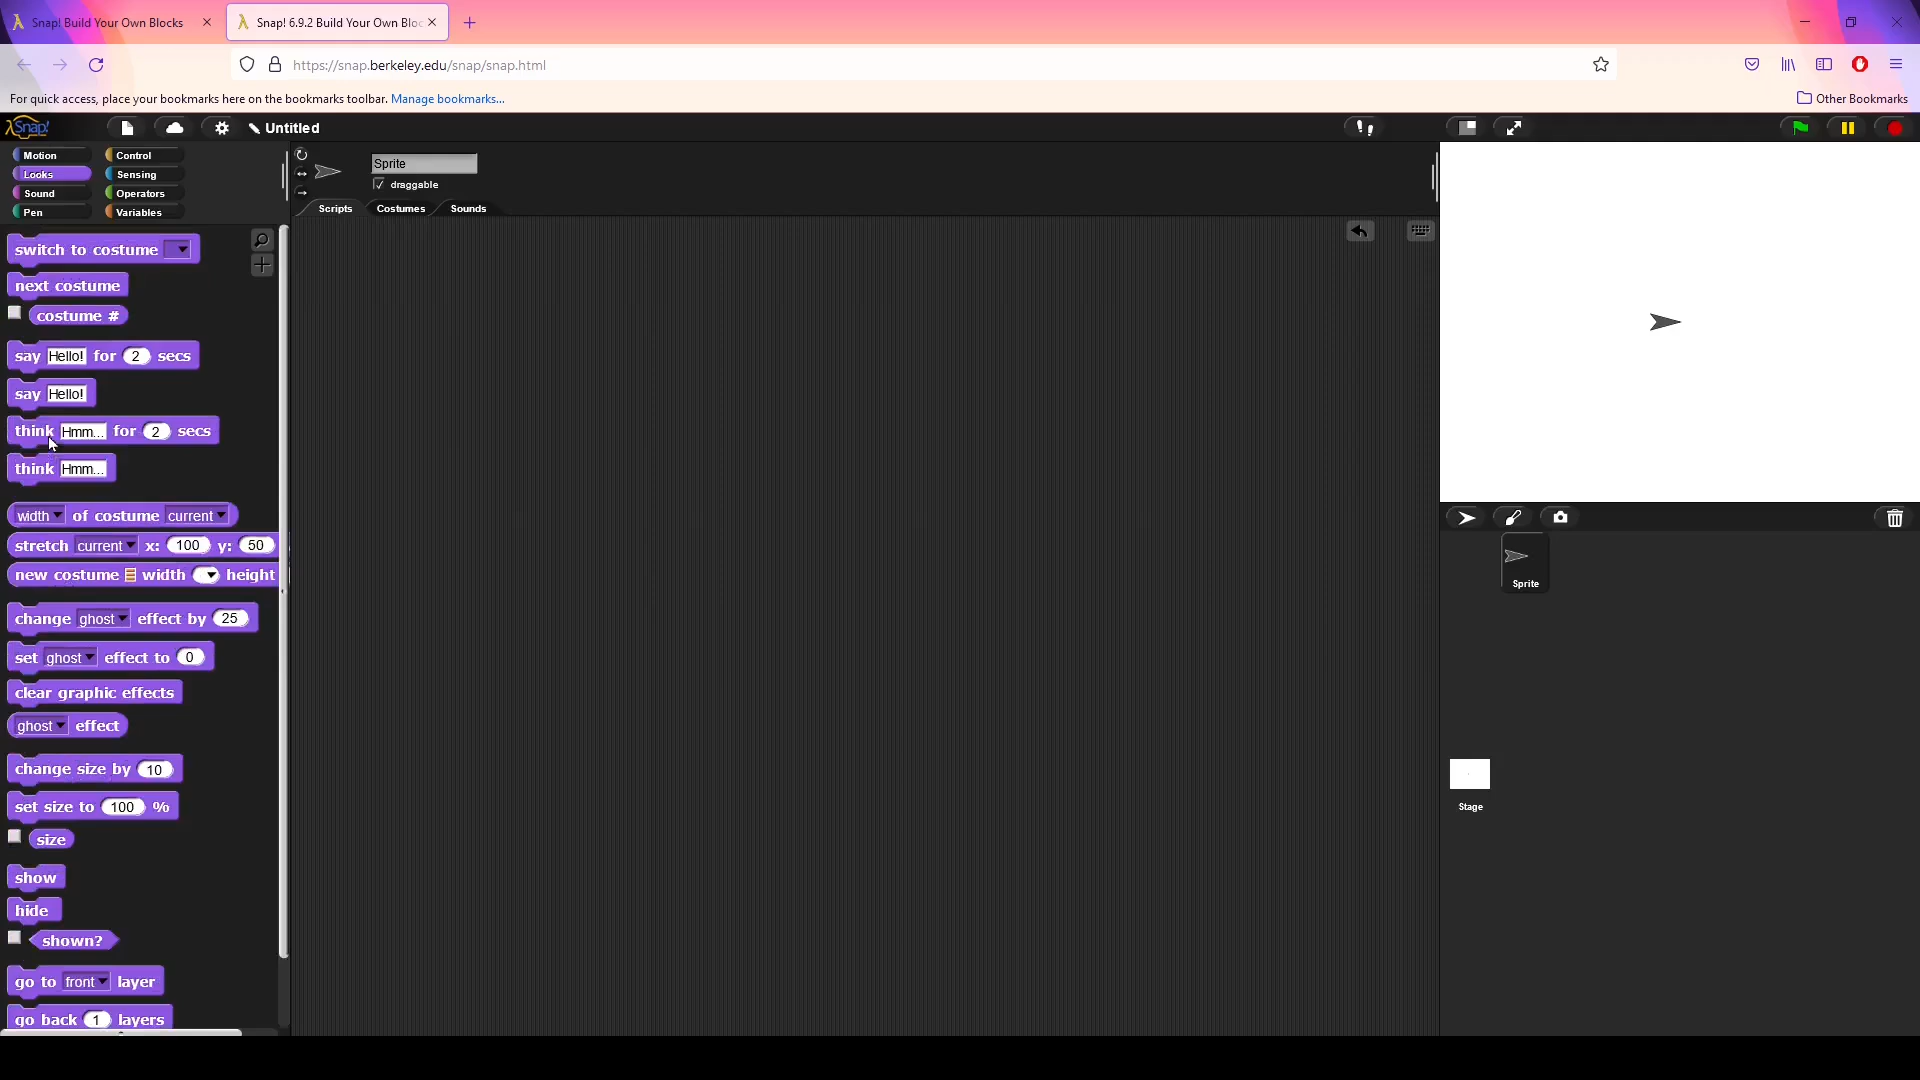 Snap! Build Your Own Blocks
Snap! 6.9.2 Build Your Own Bloc
https://snap.berkeley.edu/snap/snap.html
For quick access, place your bookmarks here on the bookmarks toolbar. Manage bookmarks...
Other Bookmarks
Snap!
Untitled
Motion
Control
Looks
Sensing
Sound
Operators
Pen
Variables
Sprite
draggable
Scripts
Costumes
Sounds
switch to costume
next costume
costume #
say Hello! for 2 secs
say Hello!
think Hmm... for 2 secs
think Hmm...
width of costume current
stretch current x: 100 y: 50
new costume width height
change ghost effect by 25
set ghost effect to 0
clear graphic effects
ghost effect
change size by 10
set size to 100 %
size
show
hide
shown?
go to front layer
go back 1 layers
Sprite
Stage